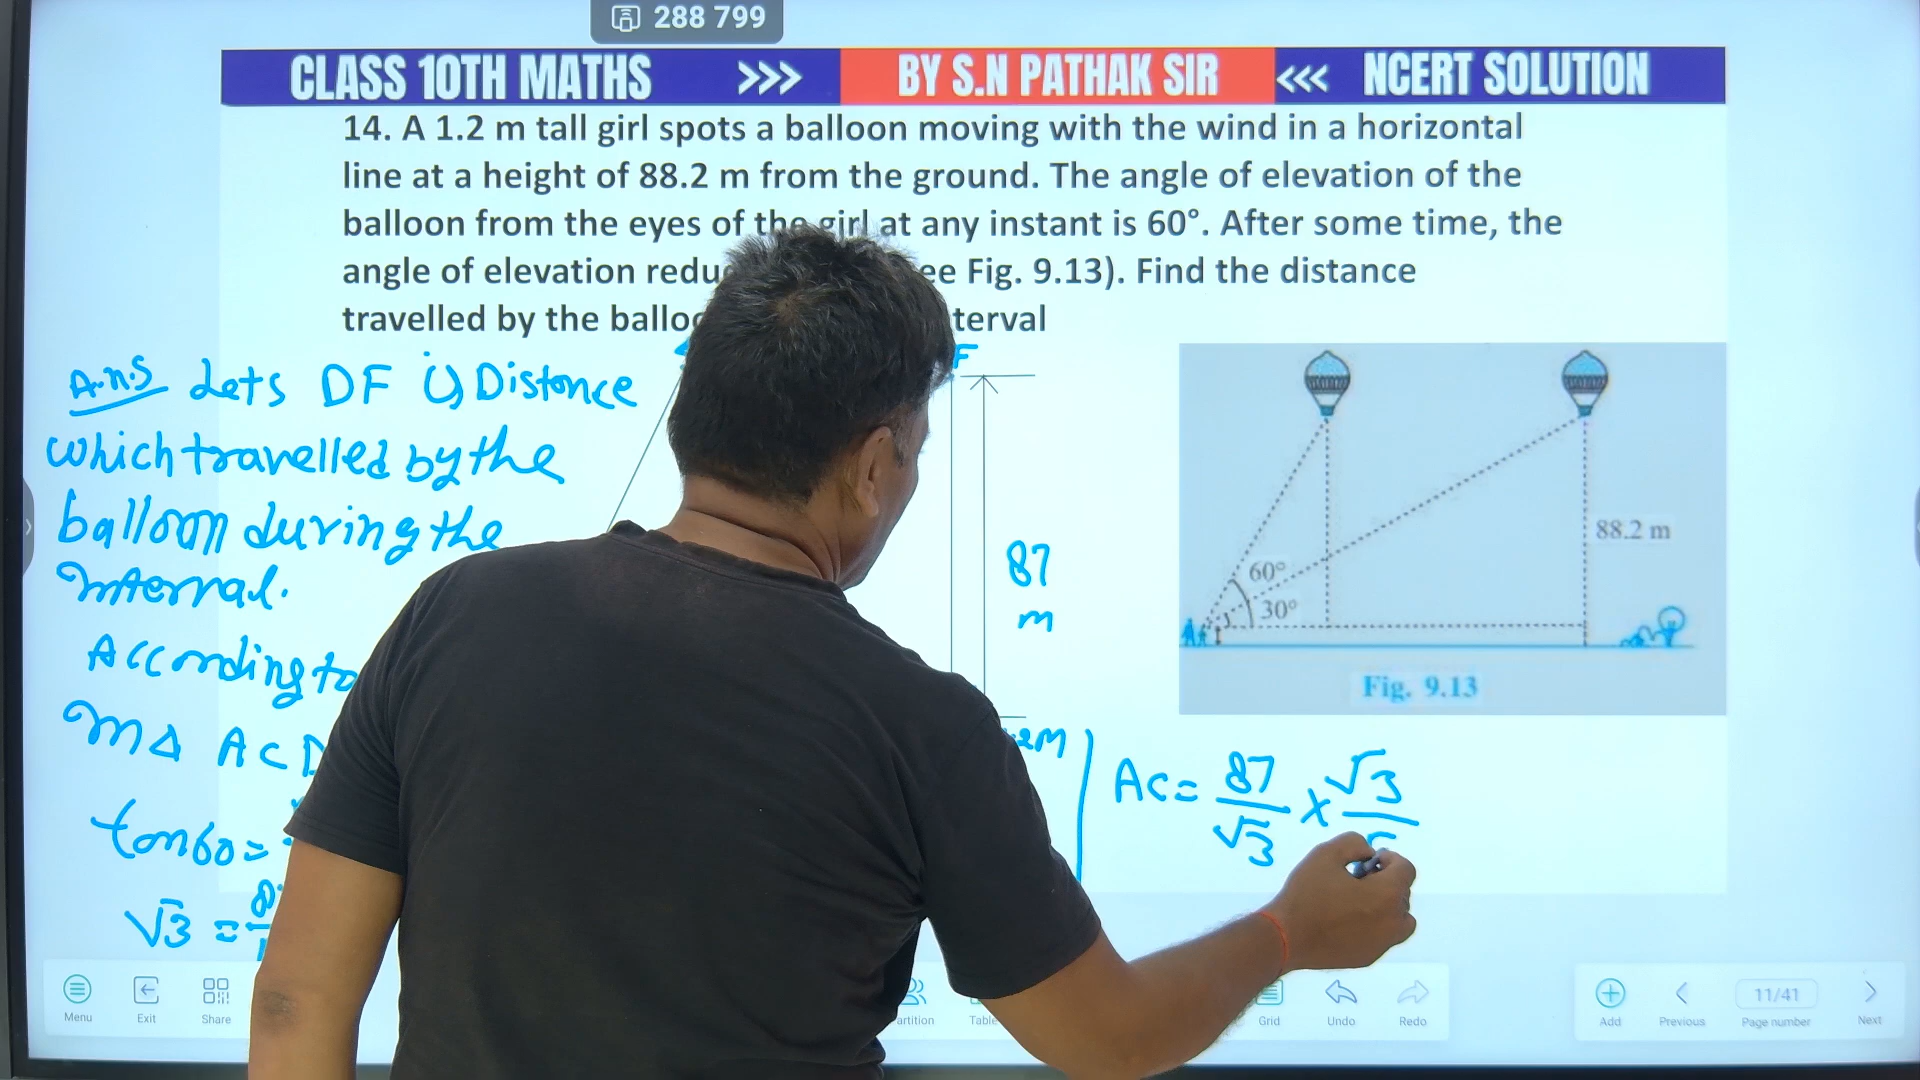 288 799
CLASS 10TH MATHS >>> BY S.N PATHAK SIR <<< NCERT SOLUTION
14. A 1.2 m tall girl spots a balloon moving with the wind in a horizontal
line at a height of 88.2 m from the ground. The angle of elevation of the
balloon from the eyes of the girl at any instant is 60°. After some time, the
angle of elevation Fig. 9.13). Find the distance
travelled by the
Ans Lets DF is Distance
which travelled by the
balloon during the
interval.
According to
In Δ ACD
tan60 =
√3 =
F
87
m
AC = 87/√3 × √3
88.2 m
60°
30°
Fig. 9.13
Menu
Exit
Share
Grid
Undo
Redo
Add
Previous
11/41
Page number
Next